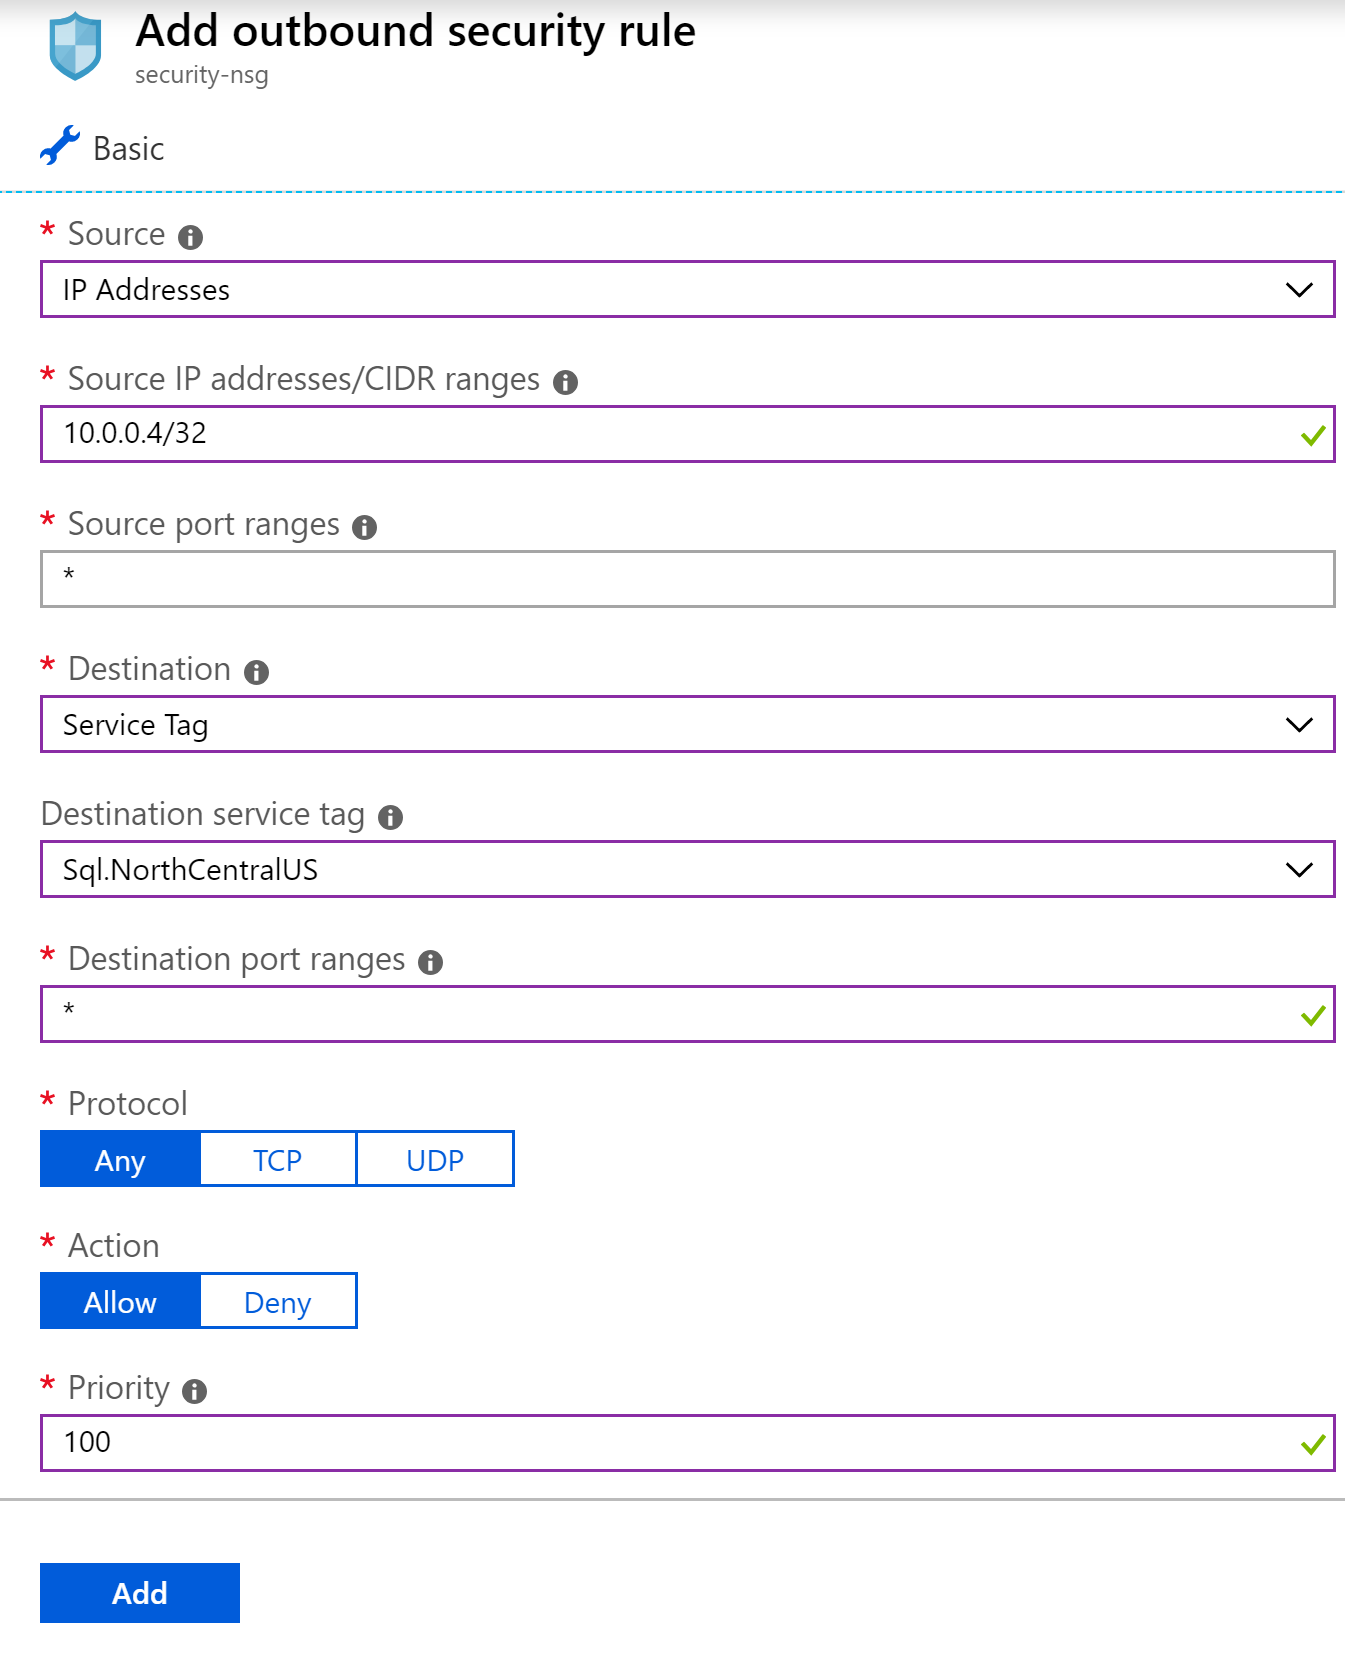 Add outbound security rule
security-nsg
Basic
* Source
IP Addresses
* Source IP addresses/CIDR ranges
10.0.0.4/32
* Source port ranges
*
* Destination
Service Tag
Destination service tag
Sql.NorthCentralUS
* Destination port ranges
*
* Protocol
Any TCP UDP
* Action
Allow Deny
* Priority
100
Add